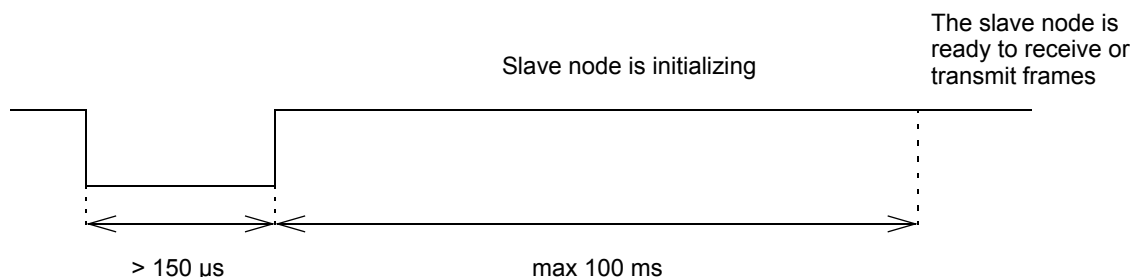 The slave node is
ready to receive or
transmit frames
Slave node is initializing
> 150 µs
max 100 ms